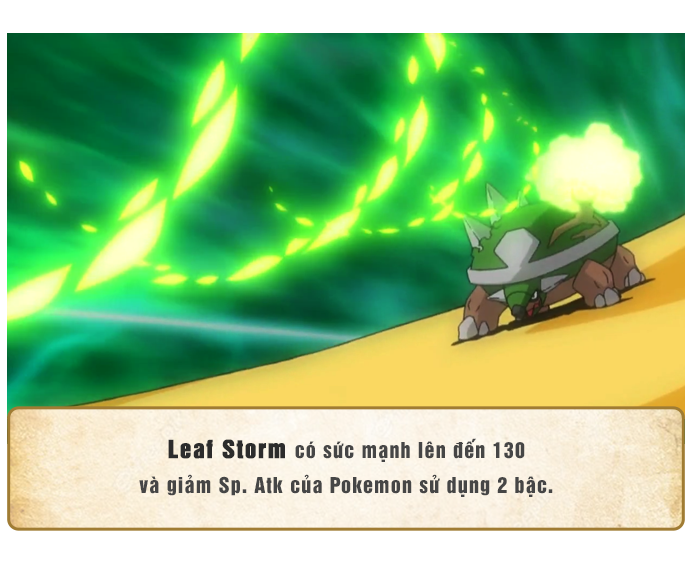 Leaf Storm có sức mạnh lên đến 130
và giảm Sp. Atk của Pokemon sử dụng 2 bậc.